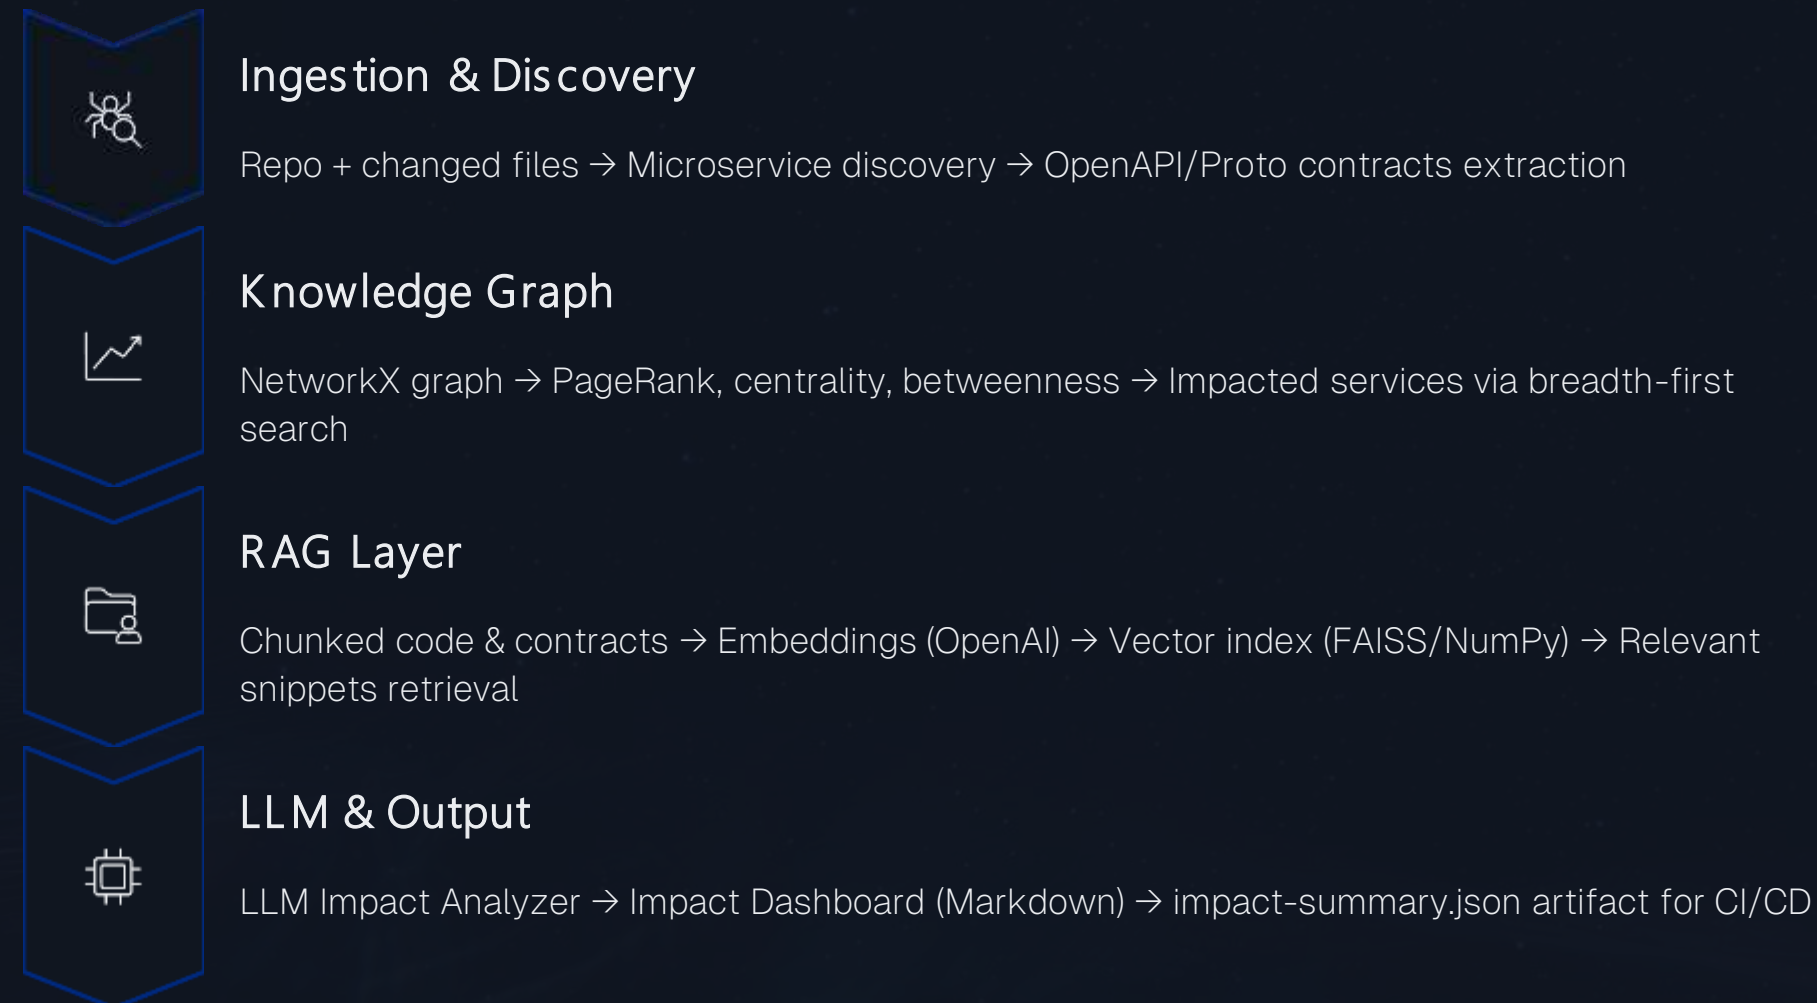 Ingestion & Discovery
Repo + changed files → Microservice discovery → OpenAPI/Proto contracts extraction
Knowledge Graph
NetworkX graph → PageRank, centrality, betweenness → Impacted services via breadth-first
search
RAG Layer
Chunked code & contracts → Embeddings (OpenAI) → Vector index (FAISS/NumPy) → Relevant
snippets retrieval
LLM & Output
LLM Impact Analyzer → Impact Dashboard (Markdown) → impact-summary.json artifact for CI/CD